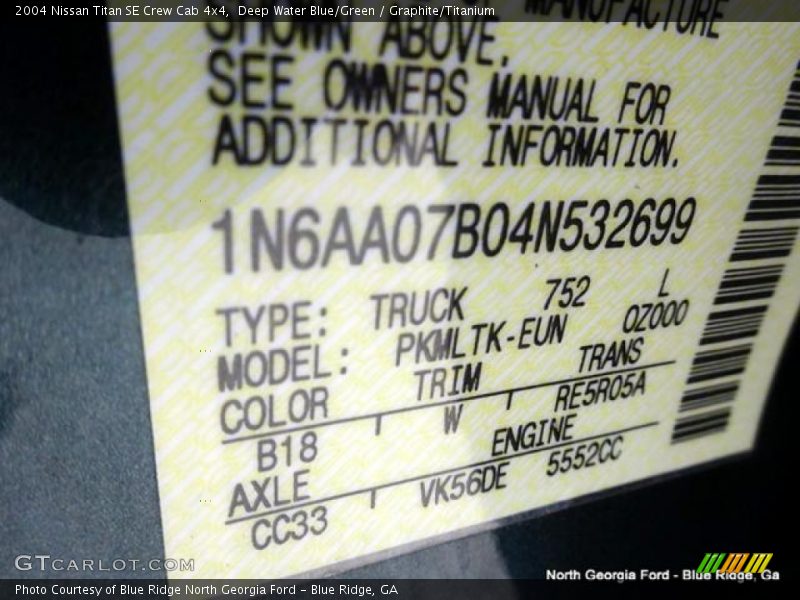 2004 Nissan Titan SE Crew Cab 4x4, Deep Water Blue/Green / Graphite/Titanium
MANUFACTURE
SHOWN ABOVE.
SEE OWNERS MANUAL FOR
ADDITIONAL INFORMATION.
1N6AA07B04N532699
TYPE: TRUCK 752 L
MODEL: PKMLTK-EUN 0Z000
COLOR TRIM TRANS
B18 W RE5R05A
AXLE ENGINE
CC33 VK56DE 5552CC
GTCARLOT.COM
North Georgia Ford - Blue Ridge, Ga
Photo Courtesy of Blue Ridge North Georgia Ford - Blue Ridge, GA